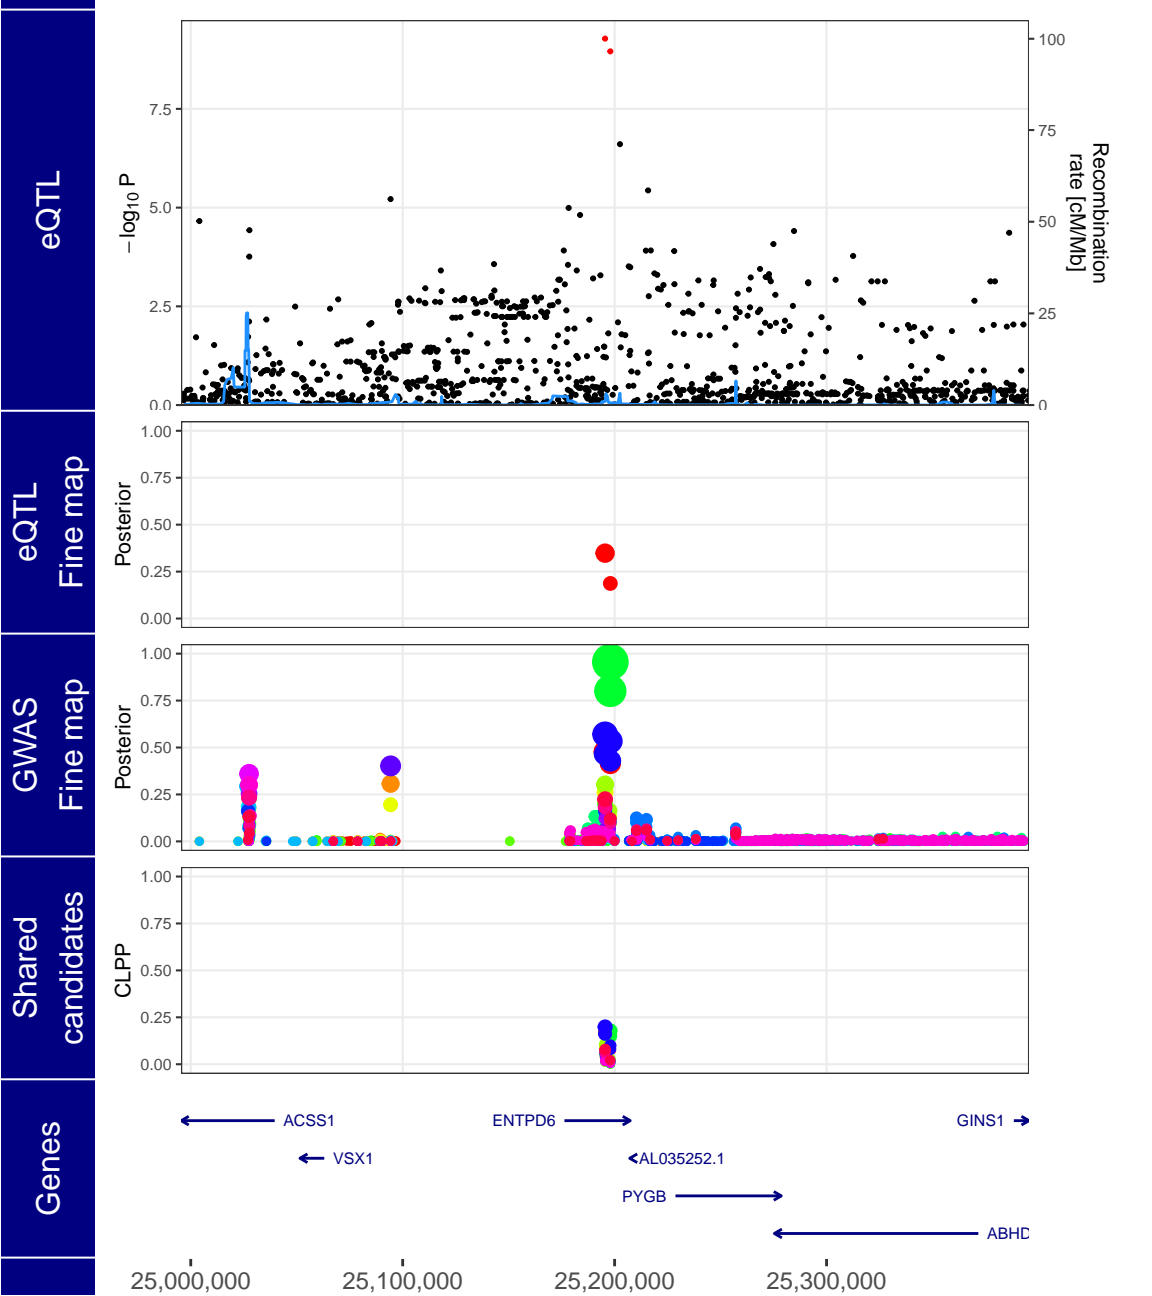 eQTL
−log10 P
7.5
5.0
2.5
0.0
100
75
50
25
0
Recombination
rate [cM/Mb]
eQTL
Fine map
Posterior
1.00
0.75
0.50
0.25
0.00
GWAS
Fine map
Posterior
1.00
0.75
0.50
0.25
0.00
Shared
candidates
CLPP
1.00
0.75
0.50
0.25
0.00
Genes
ACSS1
ENTPD6
GINS1
VSX1
AL035252.1
PYGB
ABHD
25,000,000
25,100,000
25,200,000
25,300,000